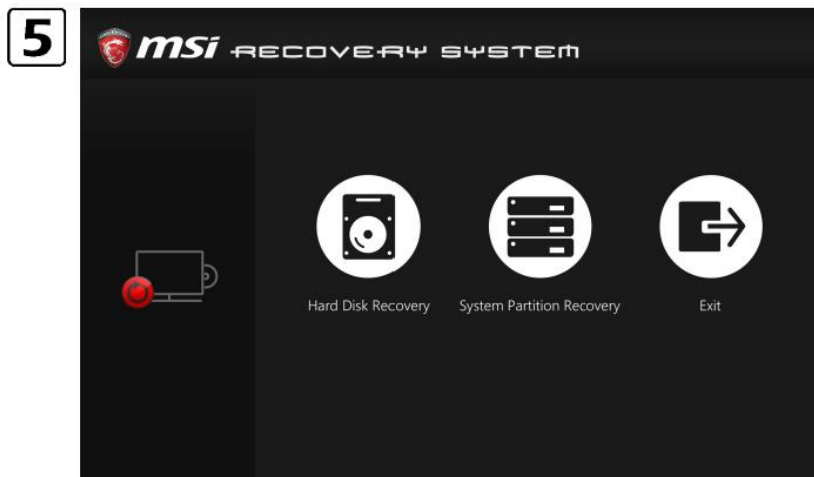 5
msi RECOVERY SYSTEM
Hard Disk Recovery
System Partition Recovery
Exit